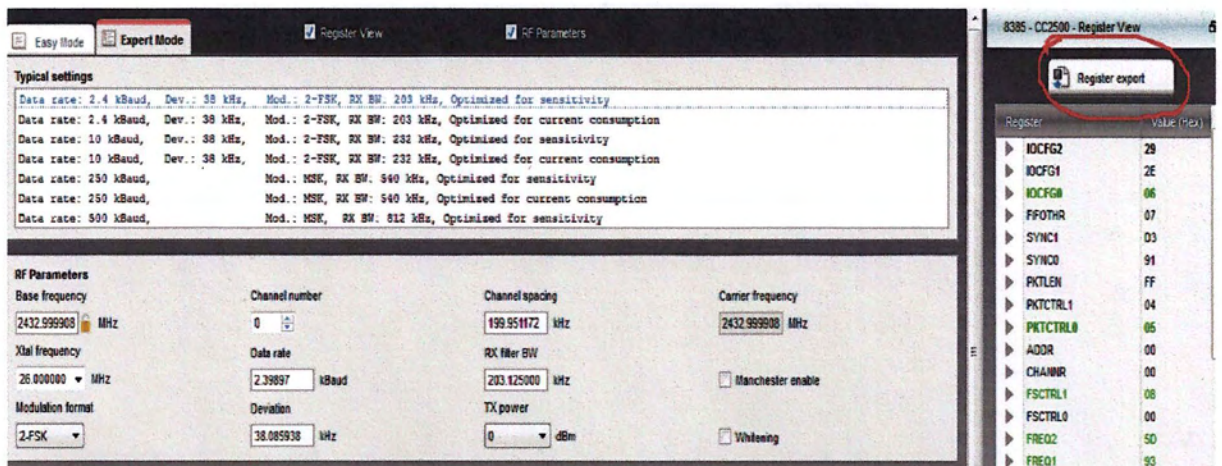 Easy Mode
Expert Mode
Register View
RF Parameters
Typical settings
Data rate: 2.4 kBaud, Dev.: 38 kHz, Mod.: 2-FSK, RX BW: 203 kHz, Optimized for sensitivity
Data rate: 2.4 kBaud, Dev.: 38 kHz, Mod.: 2-FSK, RX BW: 203 kHz, Optimized for current consumption
Data rate: 10 kBaud, Dev.: 38 kHz, Mod.: 2-FSK, RX BW: 232 kHz, Optimized for sensitivity
Data rate: 10 kBaud, Dev.: 38 kHz, Mod.: 2-FSK, RX BW: 232 kHz, Optimized for current consumption
Data rate: 250 kBaud, Mod.: MSK, RX BW: 540 kHz, Optimized for sensitivity
Data rate: 250 kBaud, Mod.: MSK, RX BW: 540 kHz, Optimized for current consumption
Data rate: 500 kBaud, Mod.: MSK, RX BW: 812 kHz, Optimized for sensitivity
RF Parameters
Base frequency
Channel number
Channel spacing
Carrier frequency
2432.999908 MHz
0
199.951172 kHz
2432.999908 MHz
Xtal frequency
Data rate
RX filter BW
26.000000 MHz
2.39897 kBaud
203.125000 kHz
Manchester enable
Modulation format
Deviation
TX power
2-FSK
38.085938 kHz
0 dBm
Whitening
8385 - CC2500 - Register View
Register export
Register Value (Hex)
IOCFG2 29
IOCFG1 2E
IOCFG0 06
FIFOTHR 07
SYNC1 D3
SYNC0 91
PKTLEN FF
PKTCTRL1 04
PKTCTRL0 05
ADDR 00
CHANNR 00
FSCTRL1 08
FSCTRL0 00
FREQ2 5D
FREQ1 93